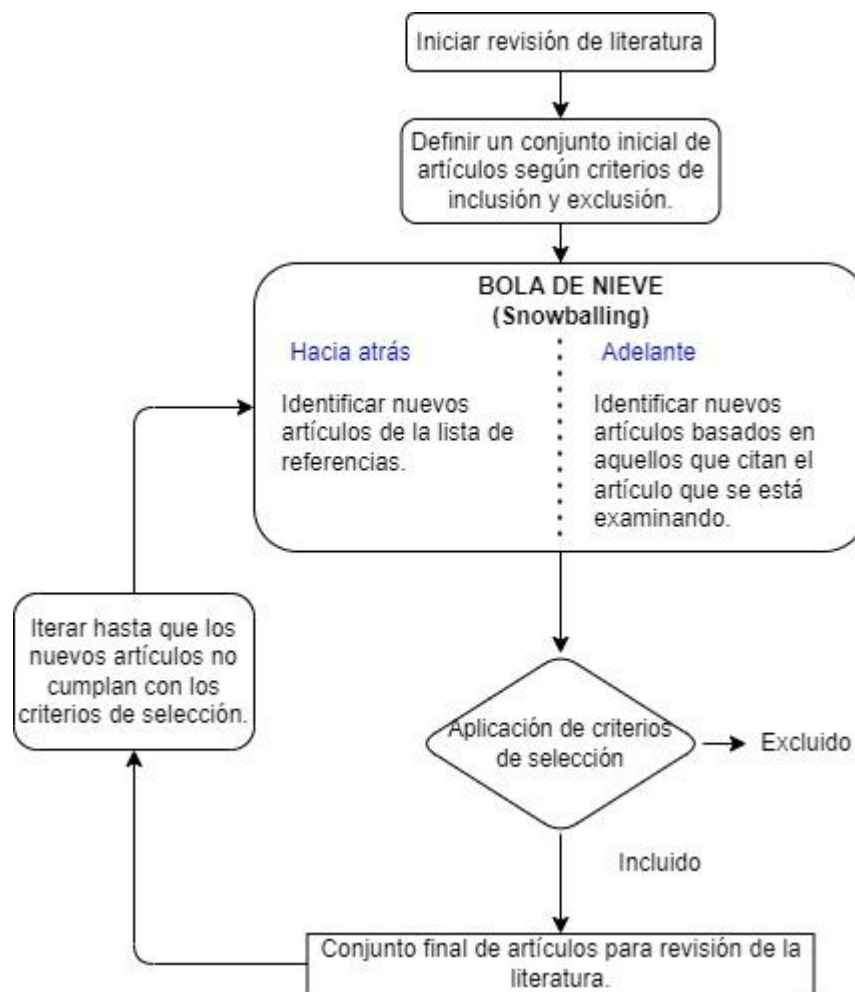 Iniciar revisión de literatura
Definir un conjunto inicial de
artículos según criterios de
inclusión y exclusión.
BOLA DE NIEVE
(Snowballing)
Hacia atrás
Identificar nuevos
artículos de la lista de
referencias.
Adelante
Identificar nuevos
artículos basados en
aquellos que citan el
artículo que se está
examinando.
Iterar hasta que los
nuevos artículos no
cumplan con los
criterios de selección.
Aplicación de criterios
de selección
Excluido
Incluido
Conjunto final de artículos para revisión de la
literatura.